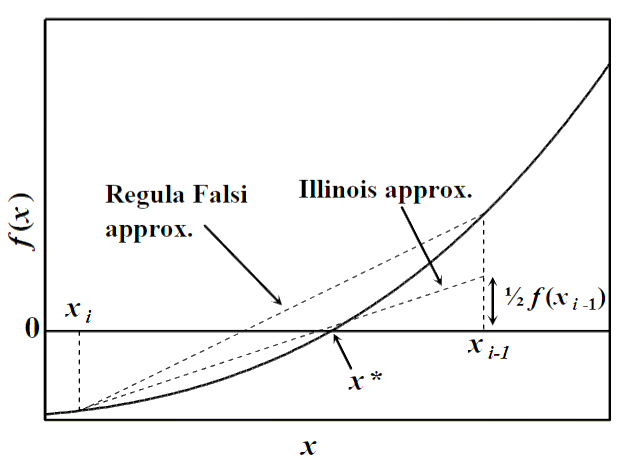 Regula Falsi
approx.
Illinois approx.
f(x)
x i
½ f(x i-1)
0
x i-1
x *
x